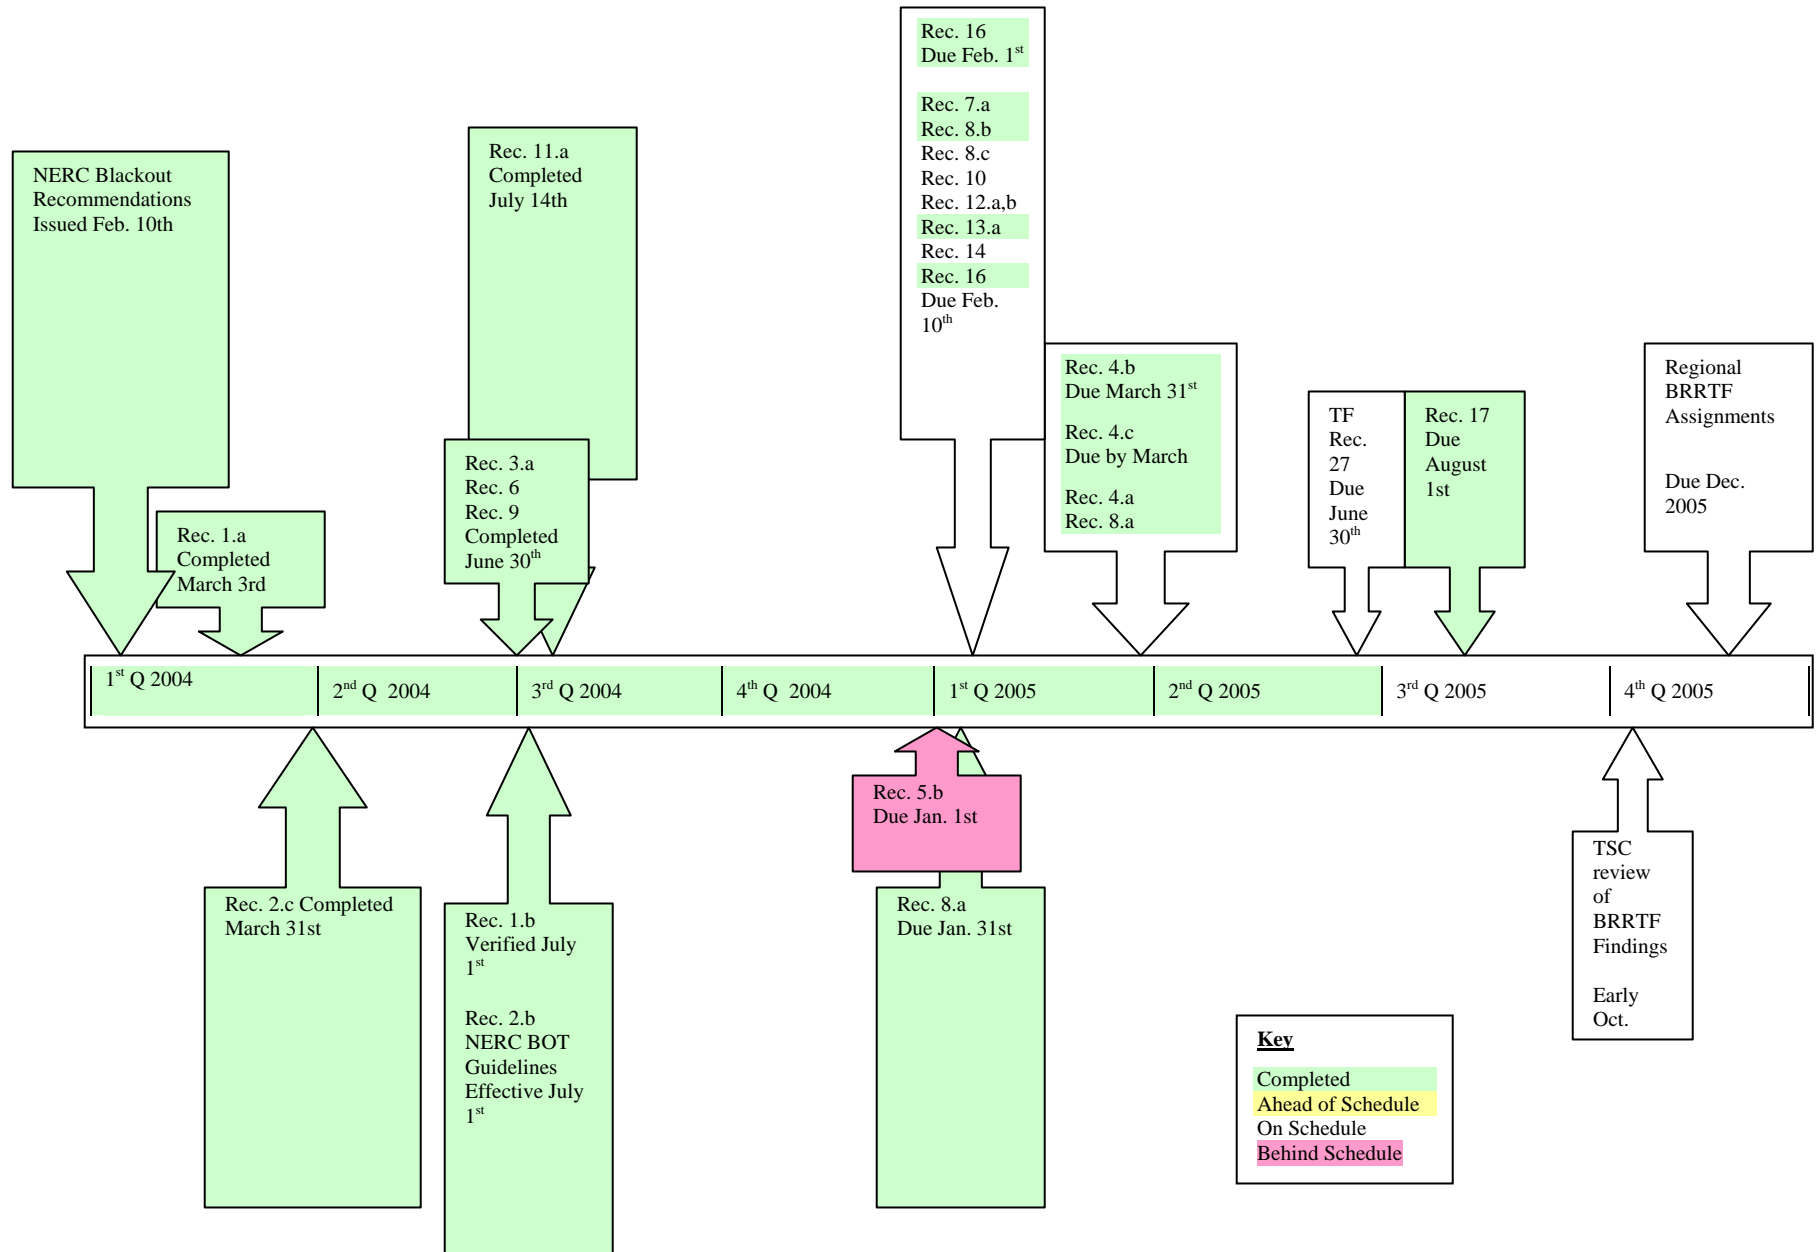 NERC Blackout
Recommendations
Issued Feb. 10th
Rec. 1.a
Completed
March 3rd
Rec. 11.a
Completed
July 14th
Rec. 3.a
Rec. 6
Rec. 9
Completed
June 30th
Rec. 16
Due Feb. 1st
Rec. 7.a
Rec. 8.b
Rec. 8.c
Rec. 10
Rec. 12.a,b
Rec. 13.a
Rec. 14
Rec. 16
Due Feb.
10th
Rec. 4.b
Due March 31st
Rec. 4.c
Due by March
Rec. 4.a
Rec. 8.a
TF
Rec.
27
Due
June
30th
Rec. 17
Due
August
1st
Regional
BRRTF
Assignments
Due Dec.
2005
1st Q 2004
2nd Q 2004
3rd Q 2004
4th Q 2004
1st Q 2005
2nd Q 2005
3rd Q 2005
4th Q 2005
Rec. 2.c Completed
March 31st
Rec. 1.b
Verified July
1st
Rec. 2.b
NERC BOT
Guidelines
Effective July
1st
Rec. 5.b
Due Jan. 1st
Rec. 8.a
Due Jan. 31st
TSC
review
of
BRRTF
Findings
Early
Oct.
Key
Completed
Ahead of Schedule
On Schedule
Behind Schedule